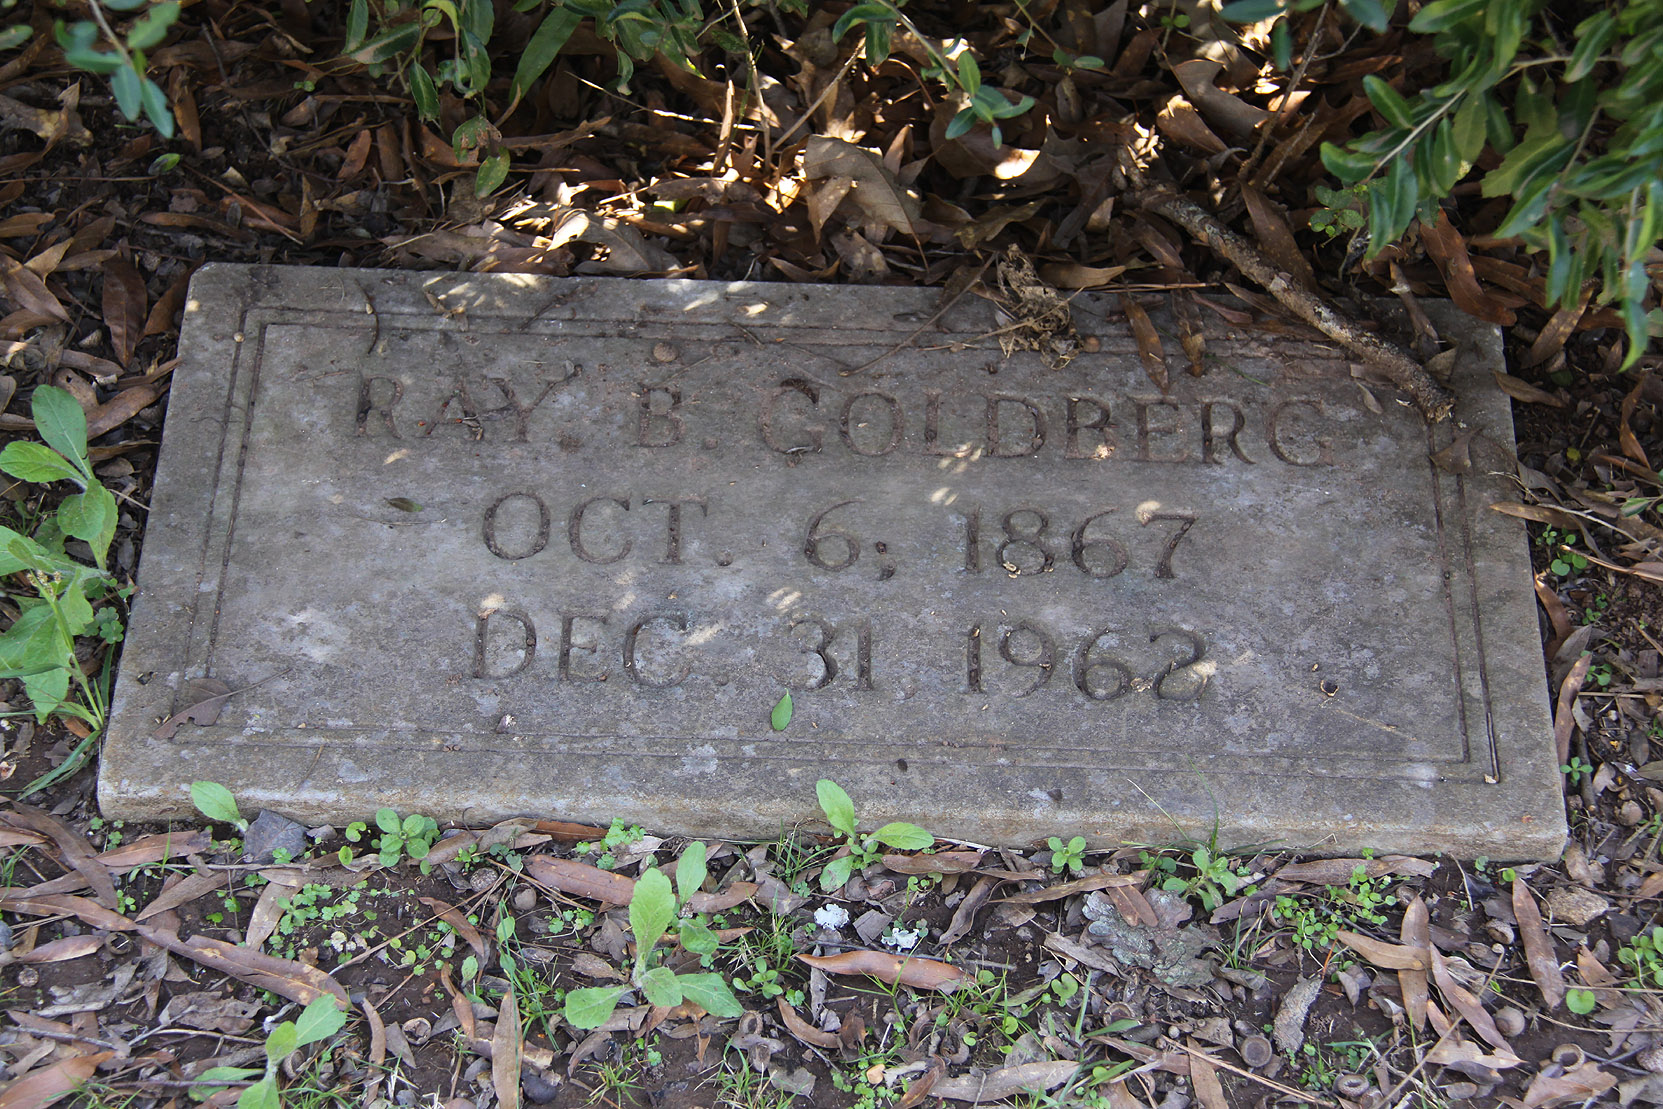 RAY. B. GOLDBERG
OCT. 6, 1867
DEC. 31, 1962